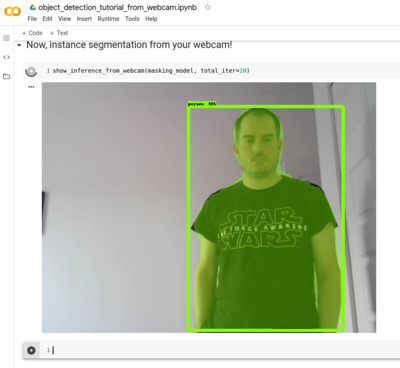 object_detection_tutorial_from_webcam.ipynb
File Edit View Insert Runtime Tools Help
+ Code + Text
Now, instance segmentation from your webcam!
1 show_inference_from_webcam(masking_model, total_iter=20)
person: 99%
STAR
THE FORCE AWAKENS
WARS
1